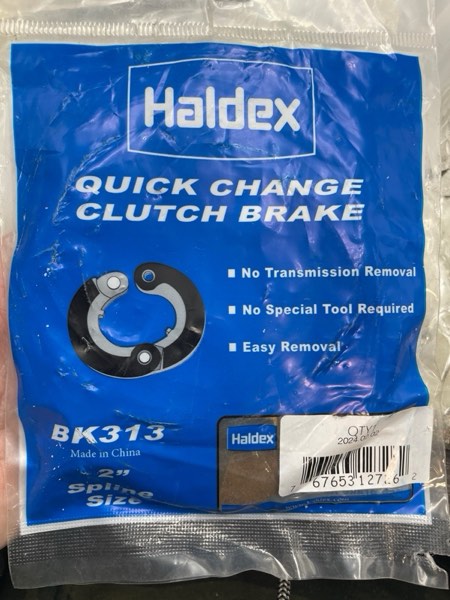 Haldex
QUICK CHANGE
CLUTCH BRAKE
■ No Transmission Removal
■ No Special Tool Required
■ Easy Removal
BK313
Made in China
2"
Spline
Size
Haldex
QTY: